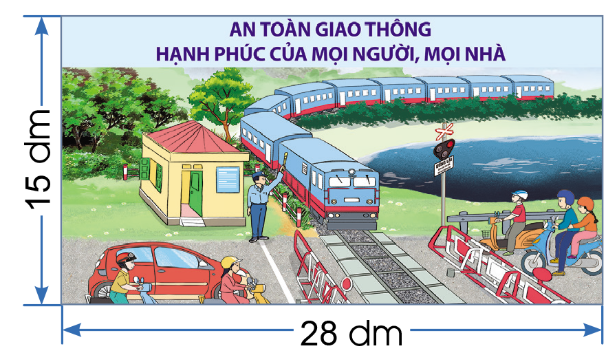 AN TOÀN GIAO THÔNG
HẠNH PHÚC CỦA MỌI NGƯỜI, MỌI NHÀ
15 dm
28 dm